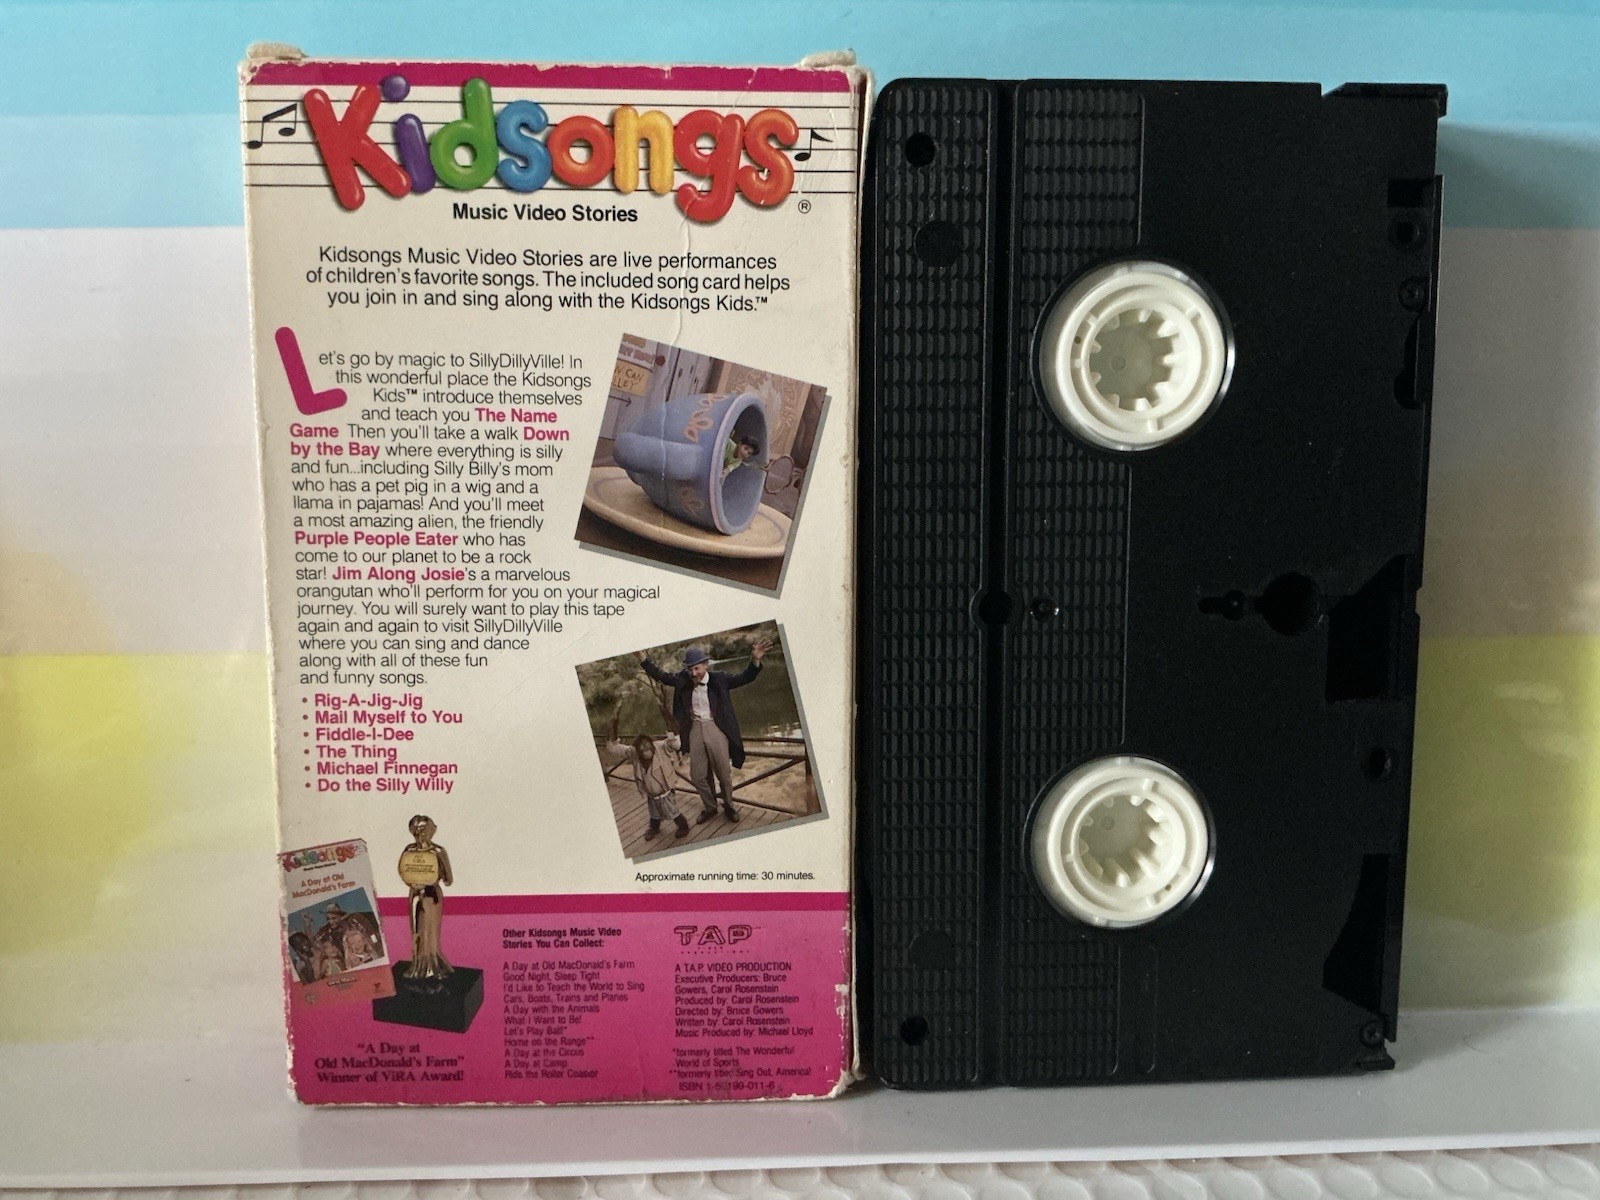 Kidsongs
®
Music Video Stories
Kidsongs Music Video Stories are live performances
of children's favorite songs. The included song card helps
you join in and sing along with the Kidsongs Kids.™
Let's go by magic to SillyDillyVille! In
this wonderful place the Kidsongs
Kids™ introduce themselves
and teach you The Name
Game Then you'll take a walk Down
by the Bay where everything is silly
and fun...including Silly Billy's mom
who has a pet pig in a wig and a
llama in pajamas! And you'll meet
a most amazing alien, the friendly
Purple People Eater who has
come to our planet to be a rock
star! Jim Along Josie's a marvelous
orangutan who'll perform for you on your magical
journey. You will surely want to play this tape
again and again to visit SillyDillyVille
where you can sing and dance
along with all of these fun
and funny songs.
• Rig-A-Jig-Jig
• Mail Myself to You
• Fiddle-I-Dee
• The Thing
• Michael Finnegan
• Do the Silly Willy
Approximate running time: 30 minutes.
Kidsongs
A Day at Old
MacDonald's Farm
"A Day at
Old MacDonald's Farm"
Winner of ViRA Award!
Other Kidsongs Music Video
Stories You Can Collect:
A Day at Old MacDonald's Farm
Good Night, Sleep Tight
I'd Like to Teach the World to Sing
Cars, Boats, Trains and Planes
A Day with the Animals
What I Want to Be!
Let's Play Ball*
Home on the Range**
A Day at the Circus
A Day at Camp
Ride the Roller Coaster
TAP
A T.A.P. VIDEO PRODUCTION
Executive Producers: Bruce
Gowers, Carol Rosenstein
Produced by: Carol Rosenstein
Directed by: Bruce Gowers
Written by: Carol Rosenstein
Music Produced by: Michael Lloyd
*formerly titled The Wonderful
World of Sports
**formerly titled Sing Out, America!
ISBN